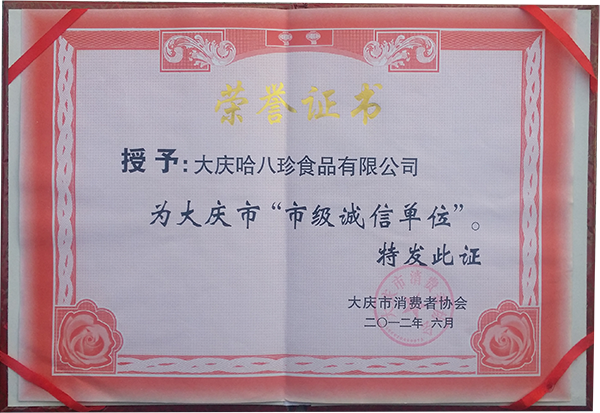 荣誉证书
授予:大庆哈八珍食品有限公司
为大庆市“市级诚信单位”。
特发此证
大庆市消费者协会
二〇一二年 六月